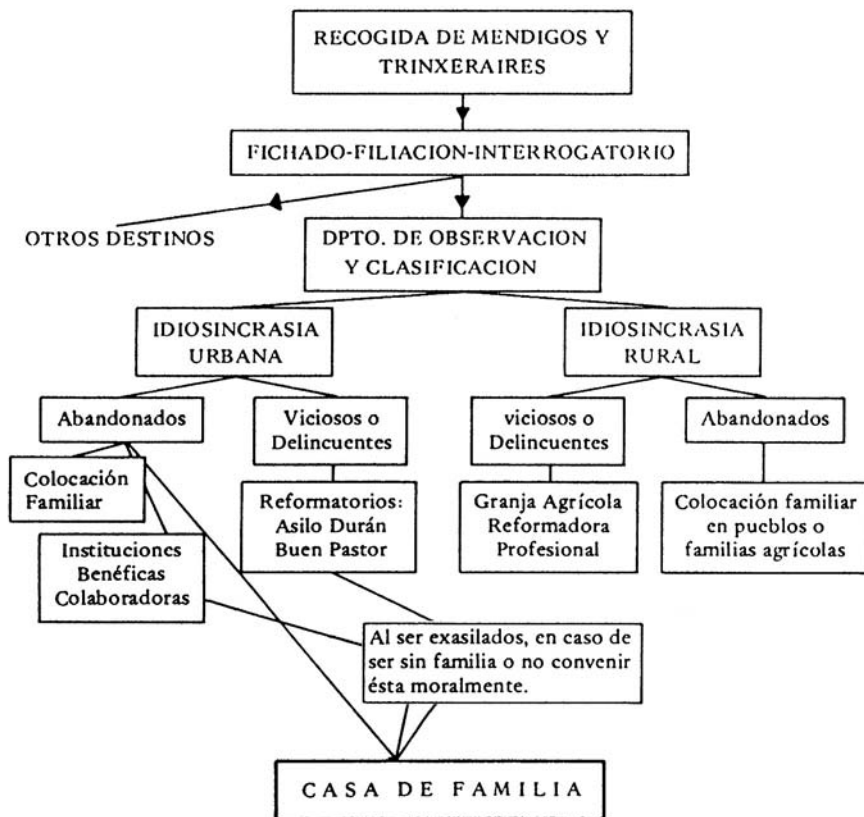 RECOGIDA DE MENDIGOS Y
TRINXERAIRES
FICHADO-FILIACION-INTERROGATORIO
OTROS DESTINOS
DPTO. DE OBSERVACION
Y CLASIFICACION
IDIOSINCRASIA
URBANA
IDIOSINCRASIA
RURAL
Abandonados
Viciosos o
Delincuentes
viciosos o
Delincuentes
Abandonados
Colocación
Familiar
Instituciones
Benéficas
Colaboradoras
Reformatorios:
Asilo Durán
Buen Pastor
Granja Agrícola
Reformadora
Profesional
Colocación familiar
en pueblos o
familias agrícolas
Al ser exasilados, en caso de
ser sin familia o no convenir
ésta moralmente.
CASA DE FAMILIA